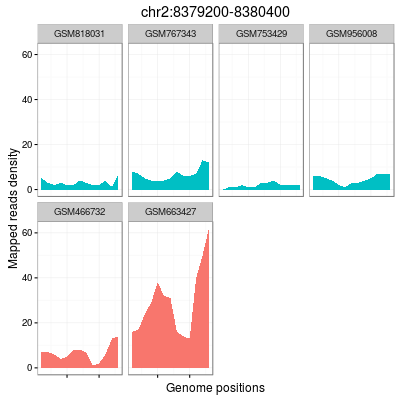 chr2:8379200-8380400
GSM818031 GSM767343 GSM753429 GSM956008
60
40
20
0
Mapped reads density
GSM466732 GSM663427
60
40
20
0
Genome positions